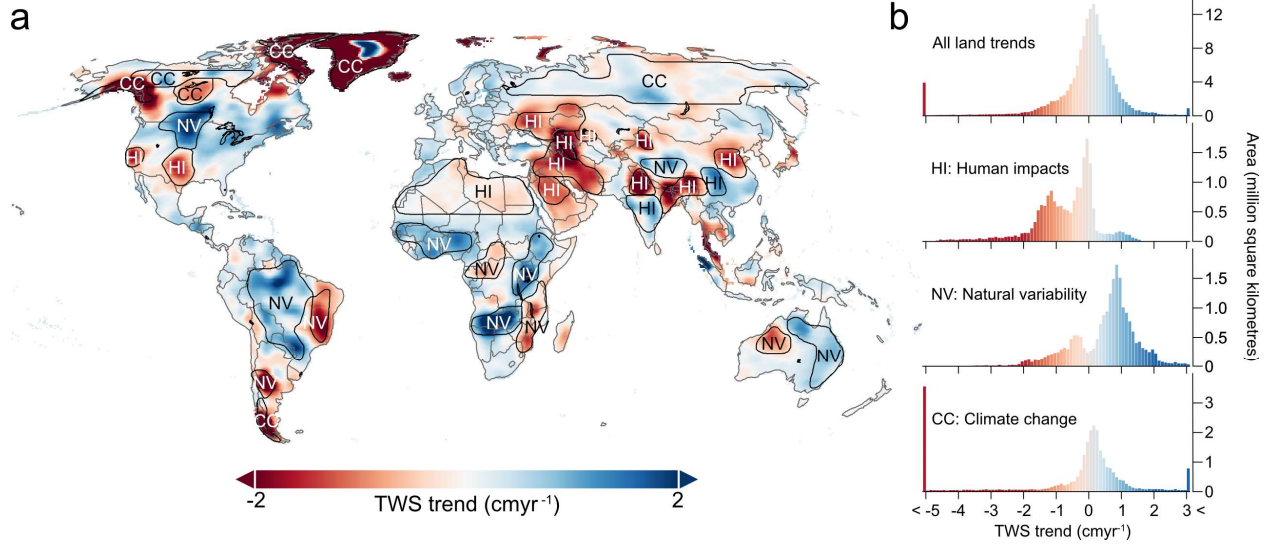 a
CC
CC
CC
CC
CC
NV
HI
HI
NV
NV
NV
CC
CC
HI
HI
HI
HI
HI
HI
HI
NV
HI
HI
HI
HI
HI
NV
NV
NV
NV
NV
NV
NV
-2
2
TWS trend (cmyr⁻¹)
b
All land trends
12
8
4
0
HI: Human impacts
1.5
1.0
0.5
0
NV: Natural variability
1.5
1.0
0.5
0
CC: Climate change
3
2
1
0
Area (million square kilometres)
< -5 -4 -3 -2 -1 0 1 2 3 <
TWS trend (cmyr⁻¹)